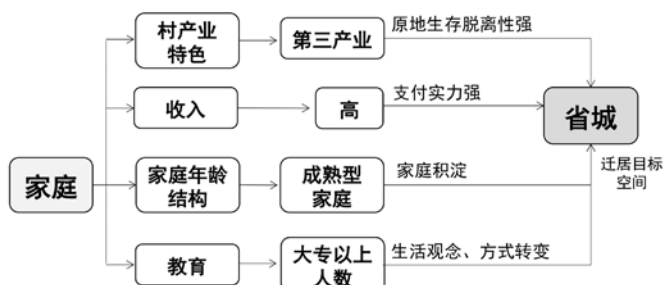 村产业
特色
第三产业
原地生存脱离性强
收入
高
支付实力强
省城
家庭
家庭年龄
结构
成熟型
家庭
家庭积淀
迁居目标
空间
教育
大专以上
人数
生活观念、方式转变